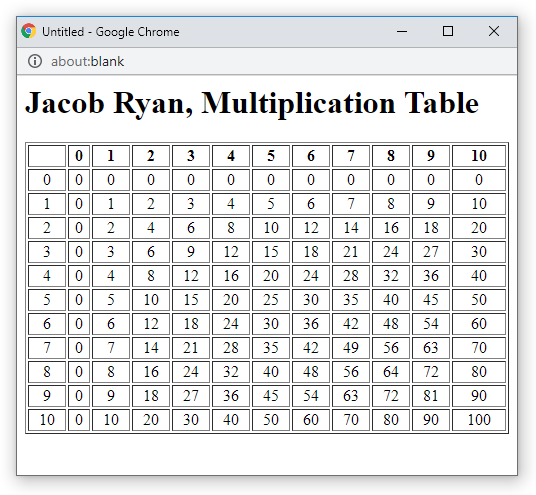 Untitled - Google Chrome
about:blank
Jacob Ryan, Multiplication Table
0 1 2 3 4 5 6 7 8 9 10
0 0 0 0 0 0 0 0 0 0 0 0
1 0 1 2 3 4 5 6 7 8 9 10
2 0 2 4 6 8 10 12 14 16 18 20
3 0 3 6 9 12 15 18 21 24 27 30
4 0 4 8 12 16 20 24 28 32 36 40
5 0 5 10 15 20 25 30 35 40 45 50
6 0 6 12 18 24 30 36 42 48 54 60
7 0 7 14 21 28 35 42 49 56 63 70
8 0 8 16 24 32 40 48 56 64 72 80
9 0 9 18 27 36 45 54 63 72 81 90
10 0 10 20 30 40 50 60 70 80 90 100